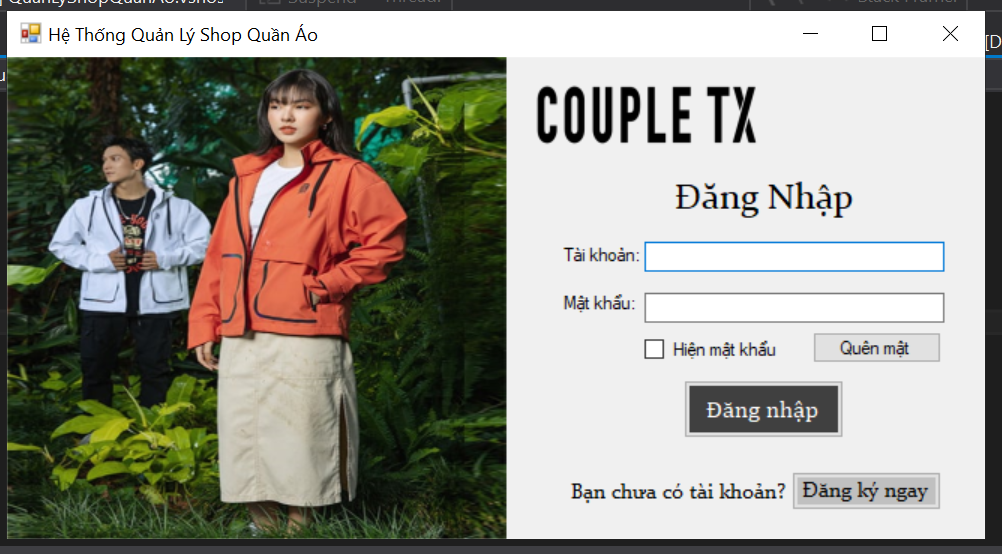 Hệ Thống Quản Lý Shop Quần Áo
COUPLE TX
Đăng Nhập
Tài khoản:
Mật khẩu:
Hiện mật khẩu
Quên mật
Đăng nhập
Bạn chưa có tài khoản? Đăng ký ngay